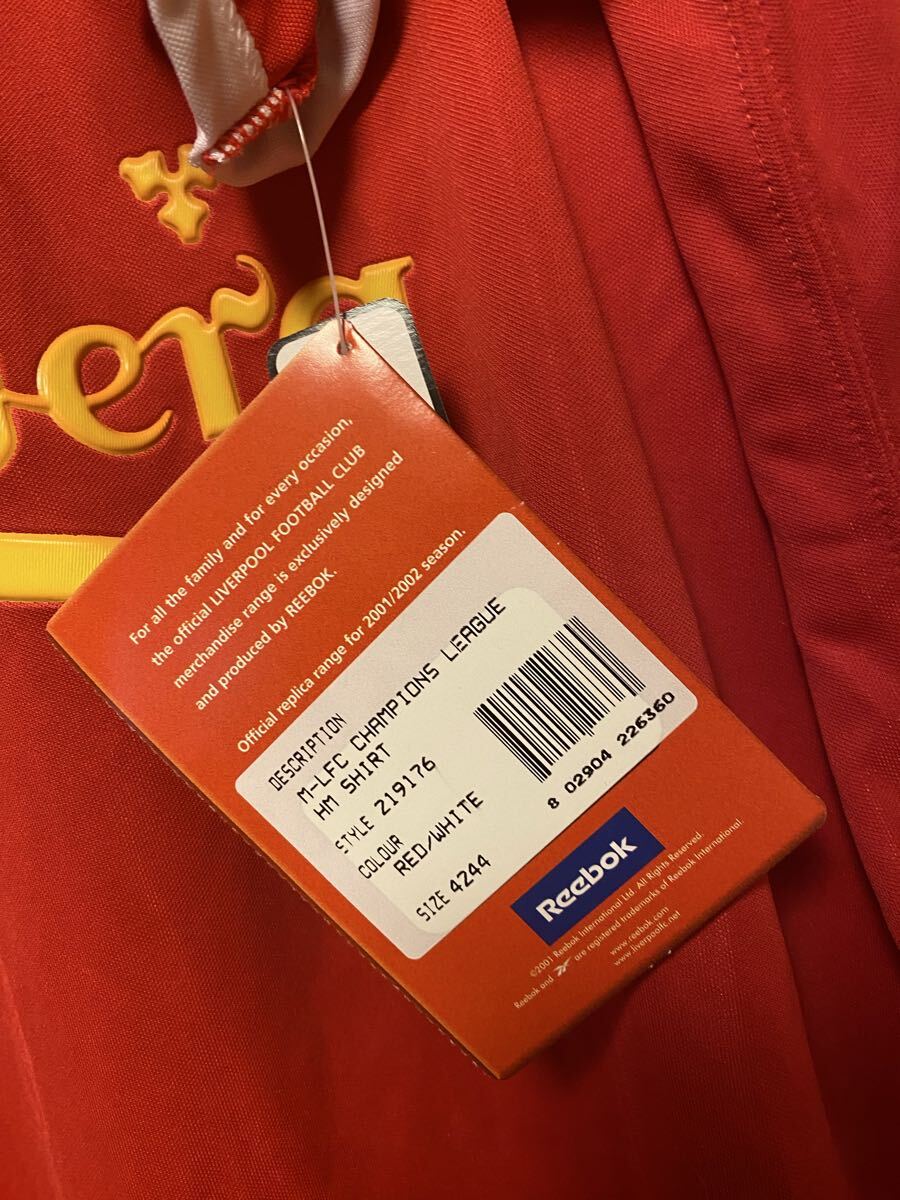 berg
For all the family and for every occasion,
the official LIVERPOOL FOOTBALL CLUB
merchandise range is exclusively designed
and produced by REEBOK.
Official replica range for 2001/2002 season.
DESCRIPTION
M-LFC CHAMPIONS LEAGUE
HM SHIRT
STYLE 219176
COLOUR
RED/WHITE
SIZE 4244
8 02904 226360
Reebok
©2001 Reebok International Ltd. All Rights Reserved.
Reebok and are registered trademarks of Reebok International.
www.reebok.com
www.liverpoolfc.net